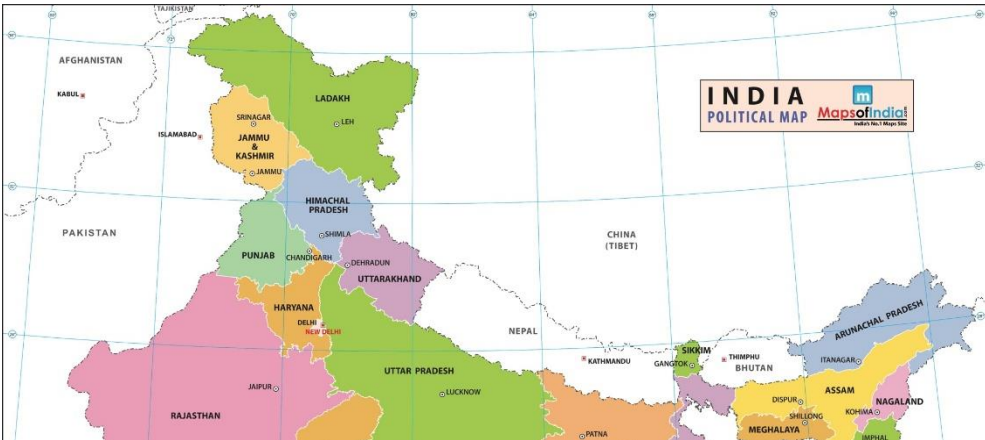 TAJIKISTAN
AFGHANISTAN
KABUL
ISLAMABAD
PAKISTAN
LADAKH
LEH
SRINAGAR
JAMMU
&
KASHMIR
JAMMU
HIMACHAL
PRADESH
SHIMLA
PUNJAB
CHANDIGARH
DEHRADUN
UTTARAKHAND
HARYANA
DELHI
NEW DELHI
INDIA
POLITICAL MAP
m
MapsofIndia.com
India's No.1 Maps Site
CHINA
(TIBET)
NEPAL
KATHMANDU
UTTAR PRADESH
LUCKNOW
JAIPUR
RAJASTHAN
PATNA
SIKKIM
GANGTOK
THIMPHU
BHUTAN
ARUNACHAL PRADESH
ITANAGAR
ASSAM
DISPUR
NAGALAND
KOHIMA
SHILLONG
MEGHALAYA
IMPHAL